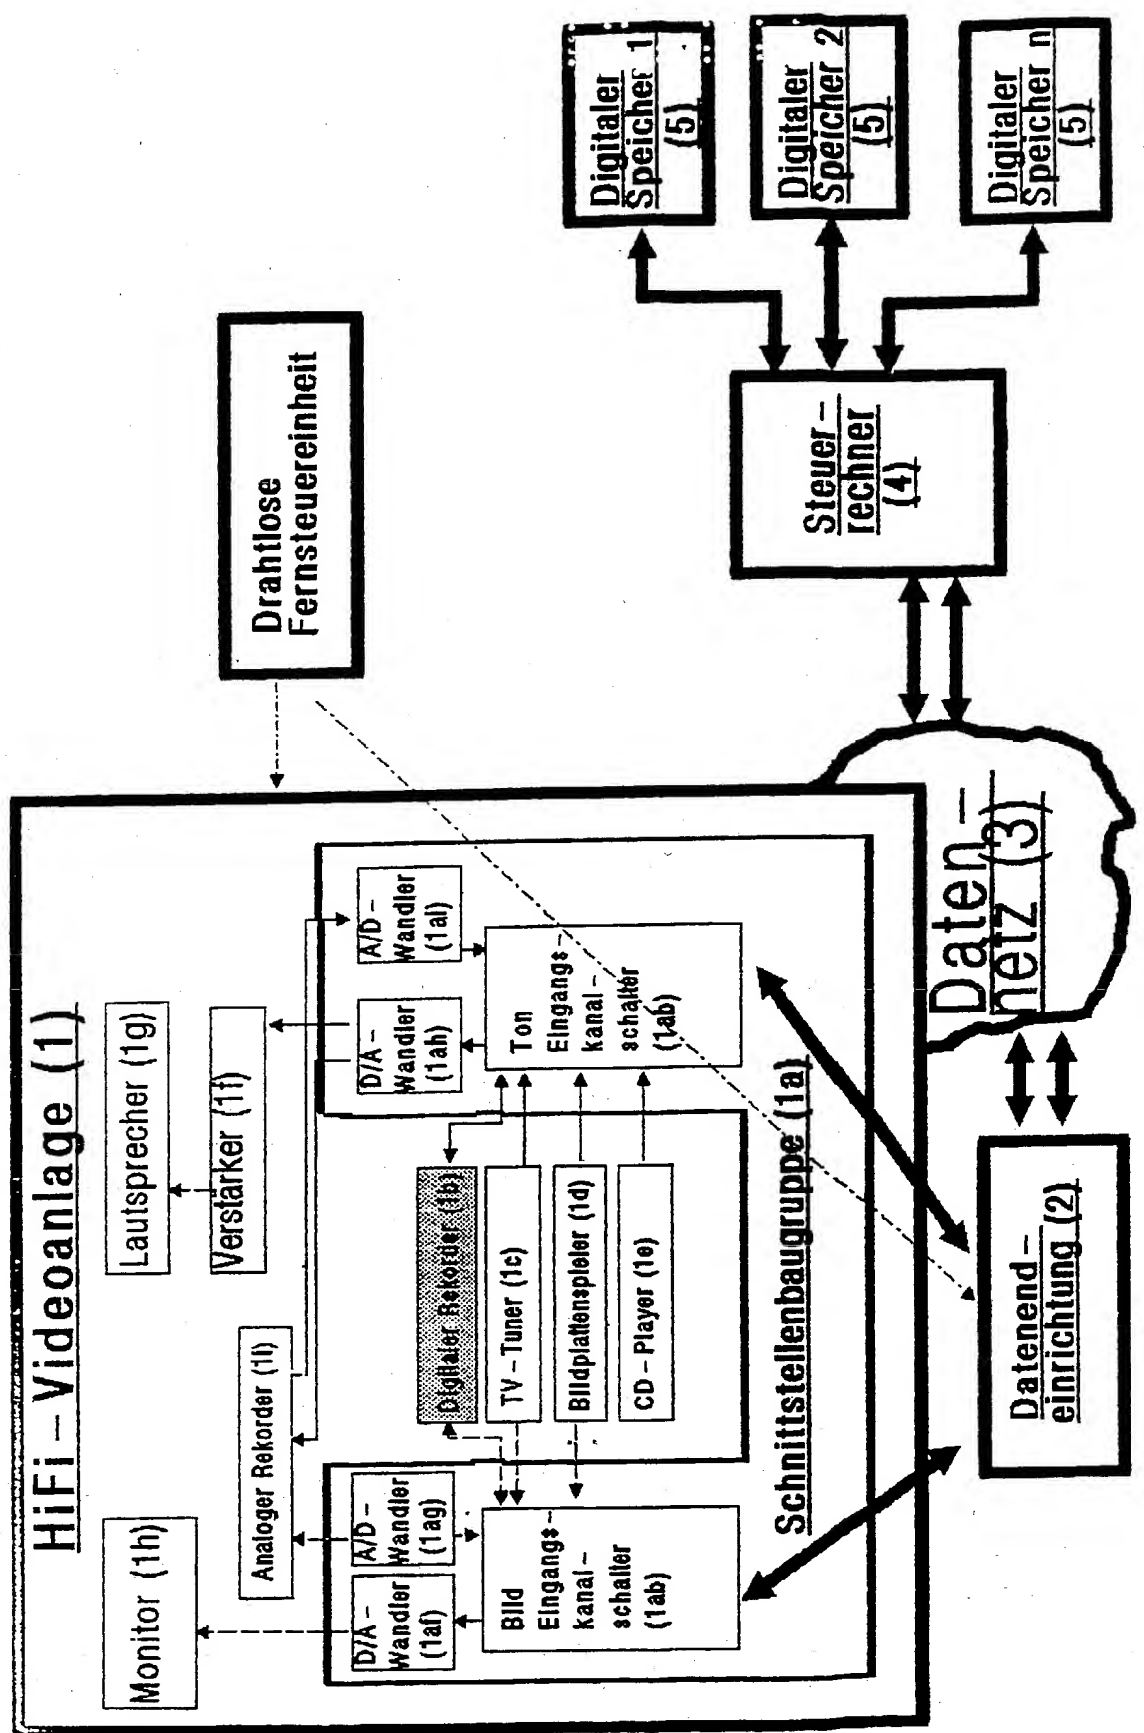 HiFi – Videoanlage (1)
Monitor (1h)
Analoger Rekorder (1i)
Lautsprecher (1g)
Verstärker (1f)
D/A –
Wandler
(1af)
A/D –
Wandler
(1ag)
D/A –
Wandler
(1ah)
A/D –
Wandler
(1ai)
Bild
Eingangs –
kanal –
schalter
(1ab)
Digitaler Rekorder (1b)
TV – Tuner (1c)
Bildplattenspieler (1d)
CD – Player (1e)
Ton
Eingangs –
kanal –
schalter
(1ab)
Schnittstellenbaugruppe (1a)
Drahtlose
Fernsteuereinheit
Datenend –
einrichtung (2)
Daten –
netz (3)
Steuer –
rechner
(4)
Digitaler
Speicher 1
(5)
Digitaler
Speicher 2
(5)
Digitaler
Speicher n
(5)